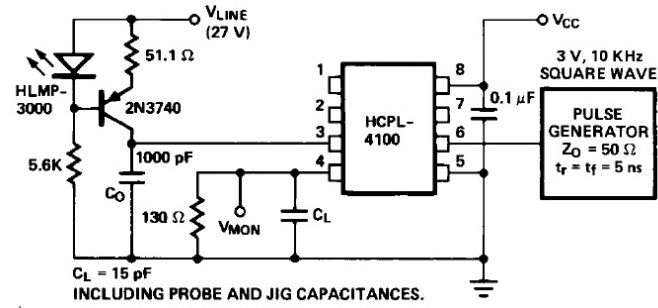 VLINE
(27 V)
VCC
51.1 Ω
HLMP-
3000
2N3740
3 V, 10 KHz
SQUARE WAVE
1
2
3
4
8
7
6
5
HCPL-
4100
0.1 μF
PULSE
GENERATOR
ZO = 50 Ω
tr = tf = 5 ns
5.6K
1000 pF
CO
130 Ω
VMON
CL
CL = 15 pF
INCLUDING PROBE AND JIG CAPACITANCES.